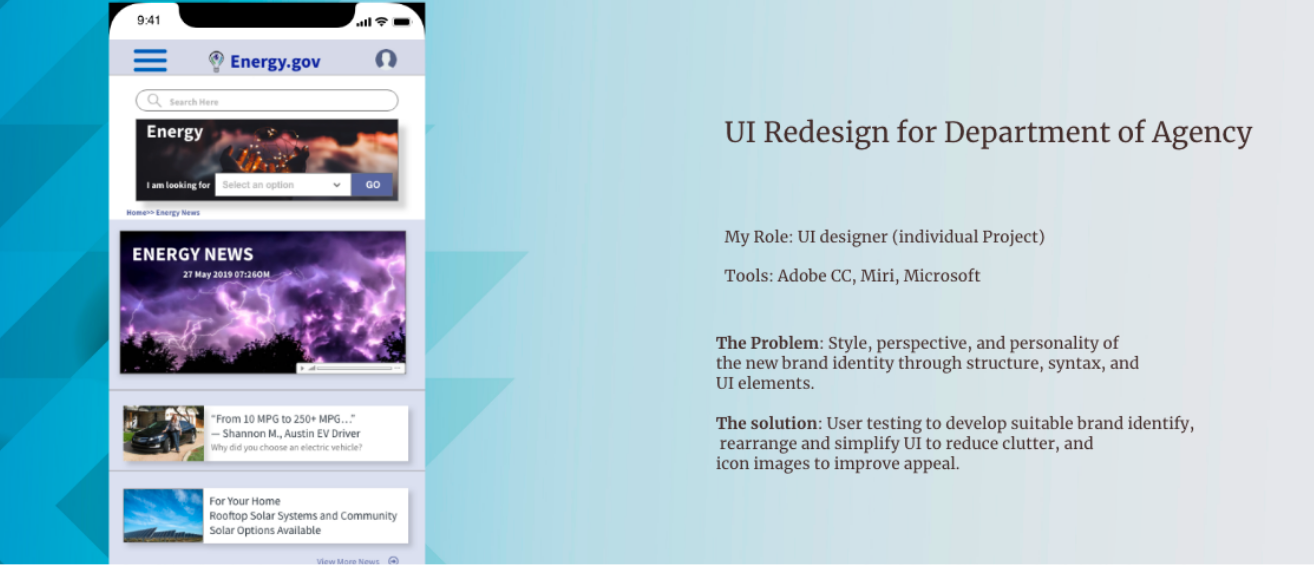 9:41
Energy.gov
Search Here
Energy
I am looking for Select an option GO
Home>> Energy News
ENERGY NEWS
27 May 2019 07:26OM
"From 10 MPG to 250+ MPG..."
— Shannon M., Austin EV Driver
Why did you choose an electric vehicle?
For Your Home
Rooftop Solar Systems and Community
Solar Options Available
View More News
UI Redesign for Department of Agency
My Role: UI designer (individual Project)
Tools: Adobe CC, Miri, Microsoft
The Problem: Style, perspective, and personality of
the new brand identity through structure, syntax, and
UI elements.
The solution: User testing to develop suitable brand identify,
rearrange and simplify UI to reduce clutter, and
icon images to improve appeal.